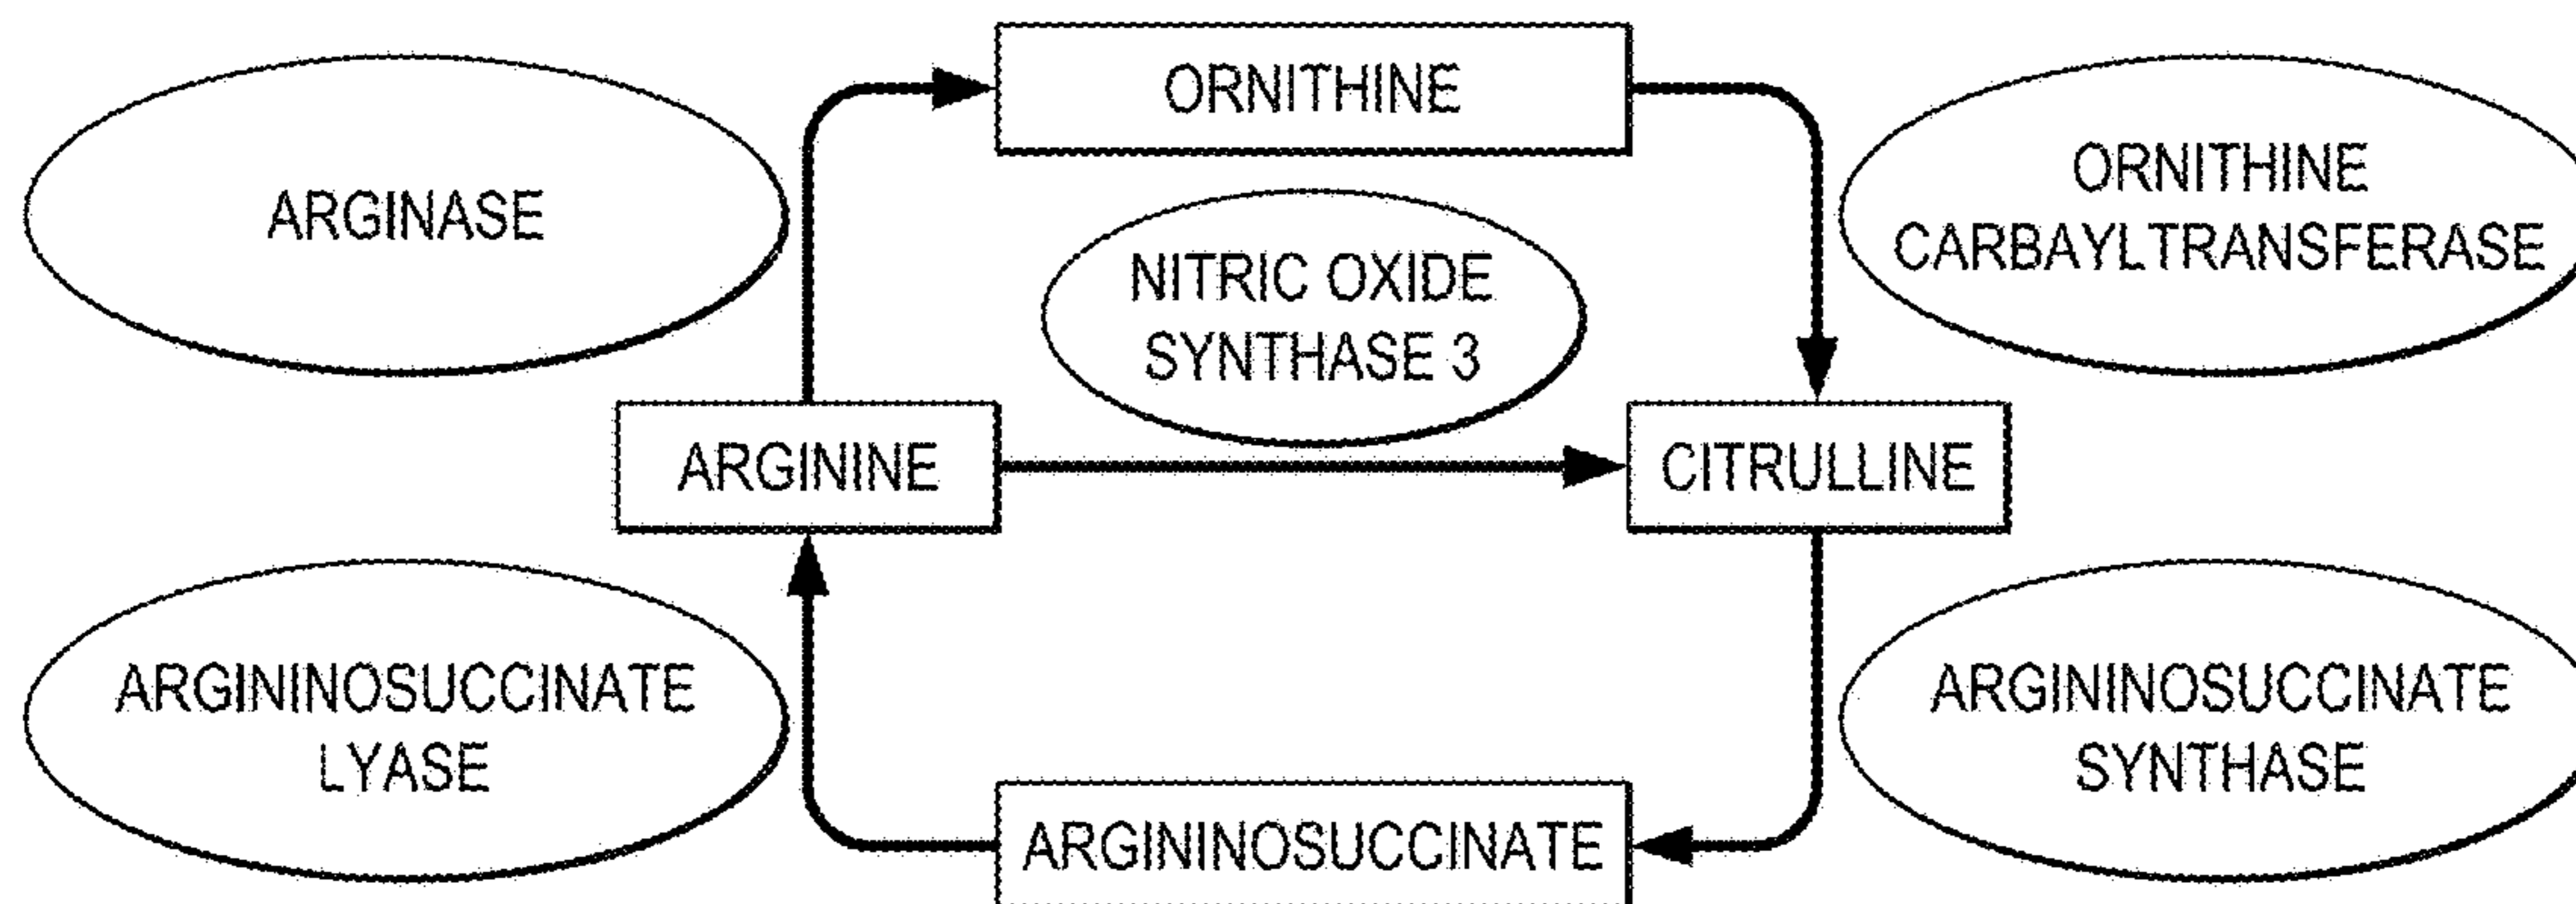 ORNITHINE
ARGINASE
ORNITHINE
CARBAYLTRANSFERASE
NITRIC OXIDE
SYNTHASE 3
ARGININE
CITRULLINE
ARGININOSUCCINATE
LYASE
ARGININOSUCCINATE
SYNTHASE
ARGININOSUCCINATE